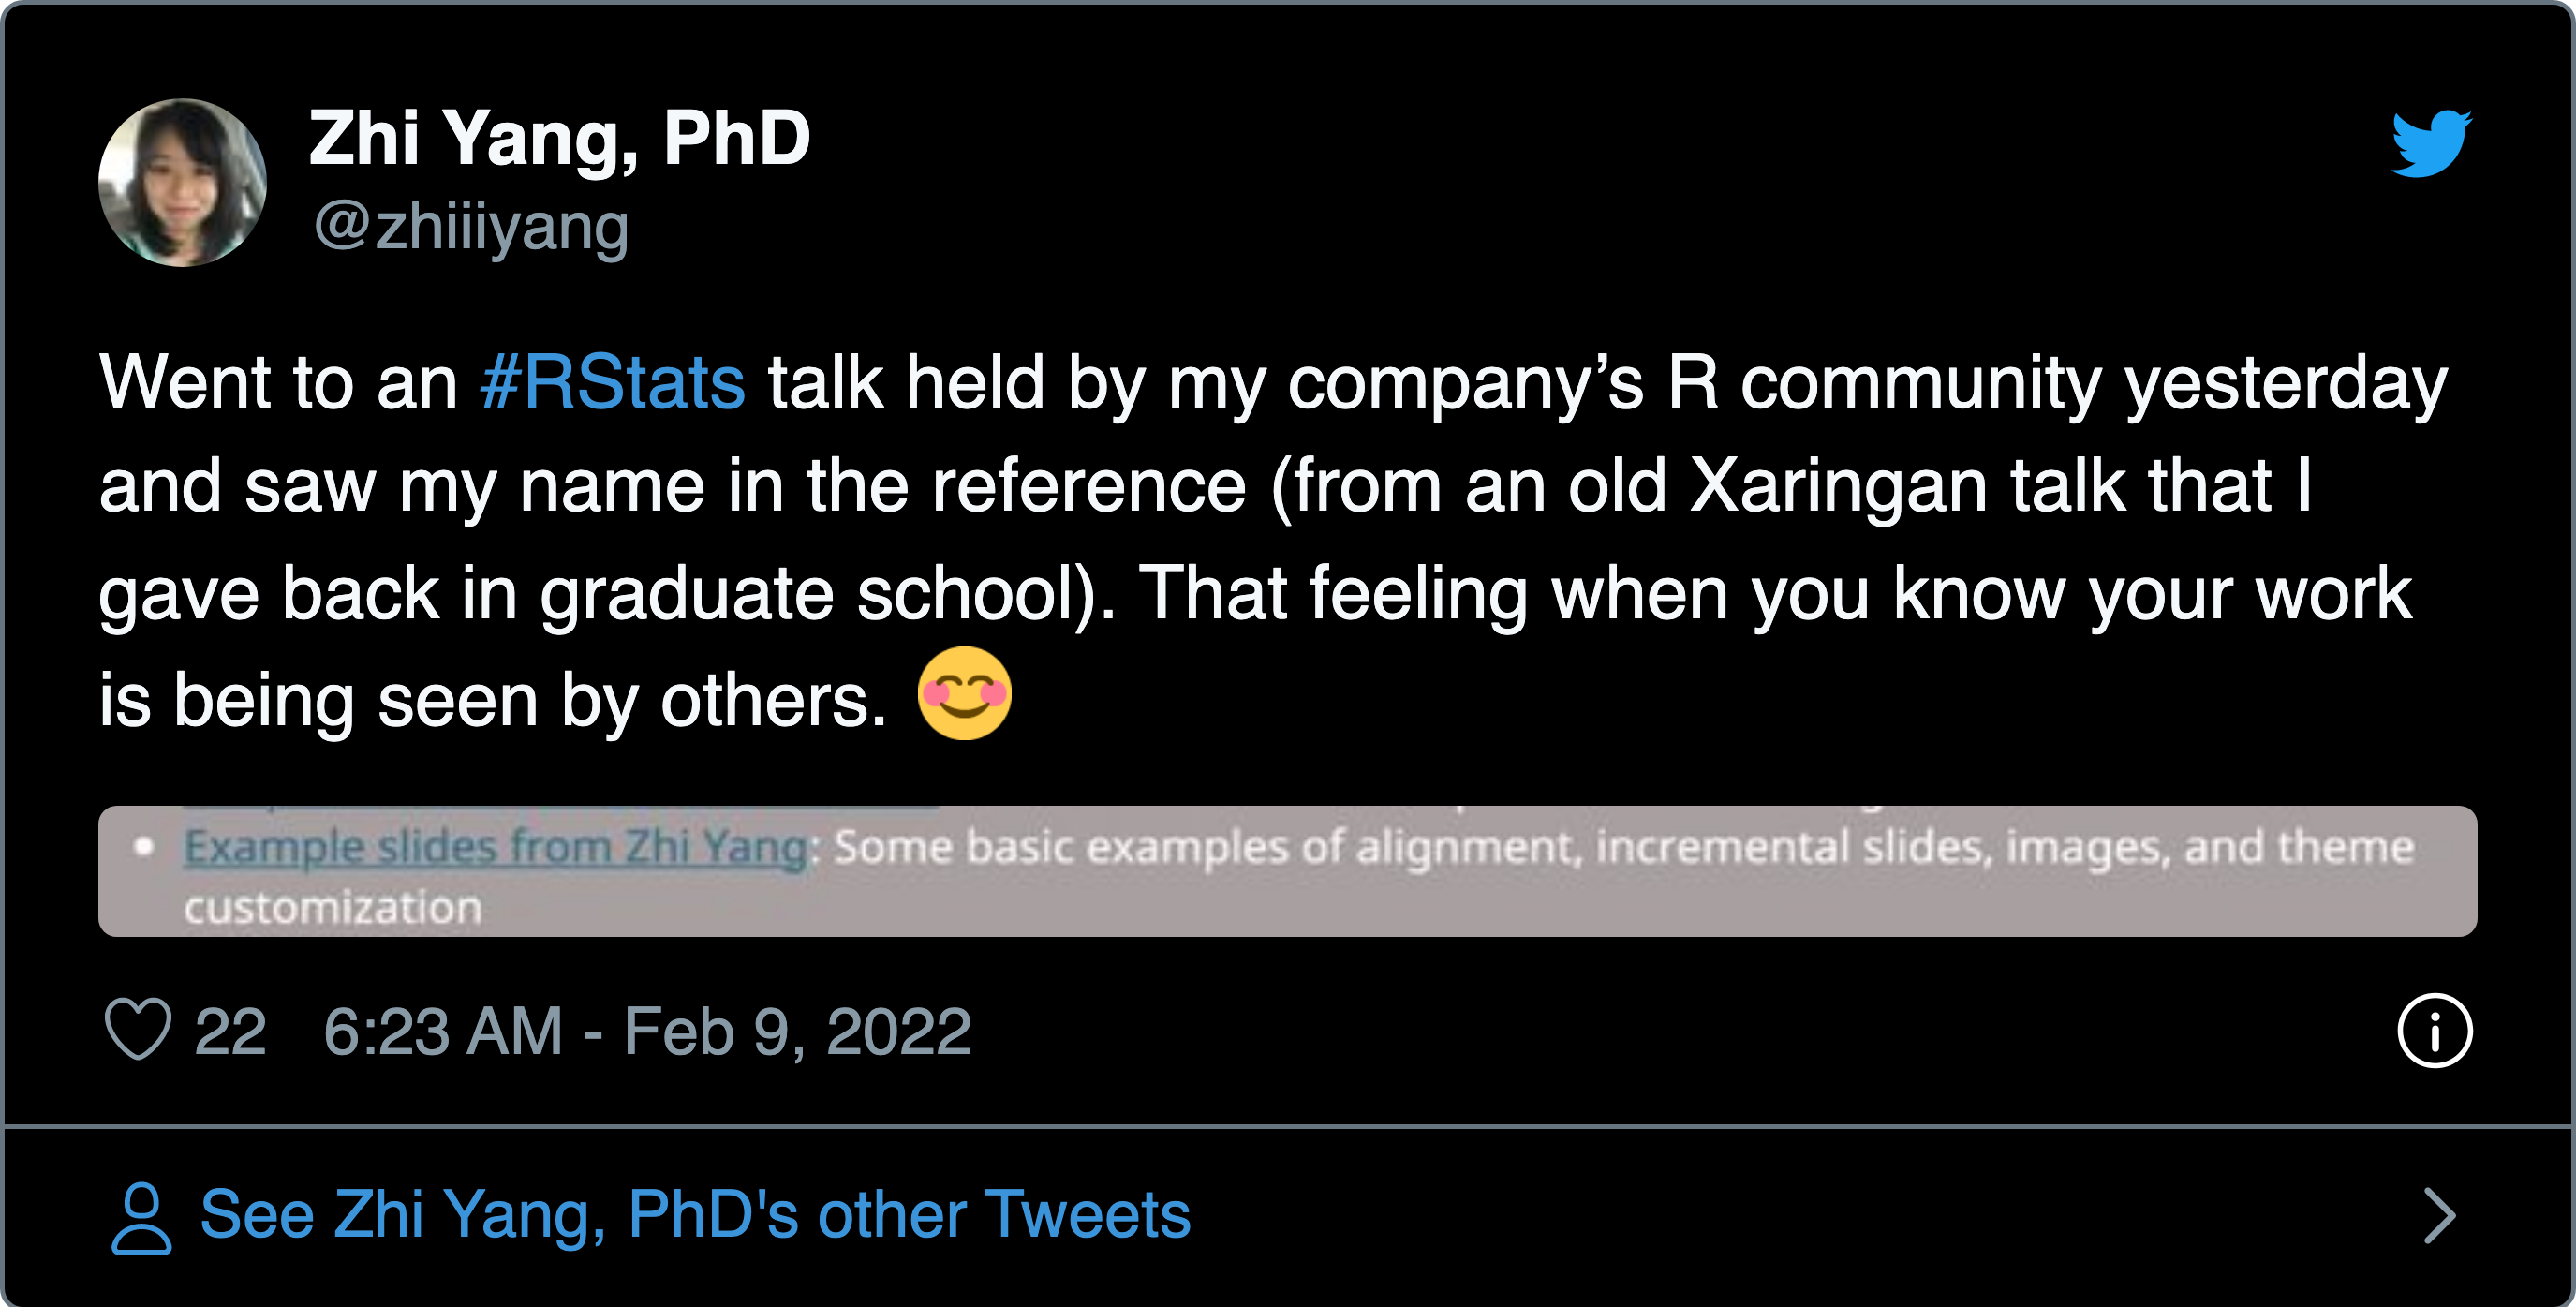 Zhi Yang, PhD
@zhiiiyang
Went to an #RStats talk held by my company’s R community yesterday
and saw my name in the reference (from an old Xaringan talk that I
gave back in graduate school). That feeling when you know your work
is being seen by others. 😊
• Example slides from Zhi Yang: Some basic examples of alignment, incremental slides, images, and theme
customization
22 6:23 AM - Feb 9, 2022
See Zhi Yang, PhD's other Tweets